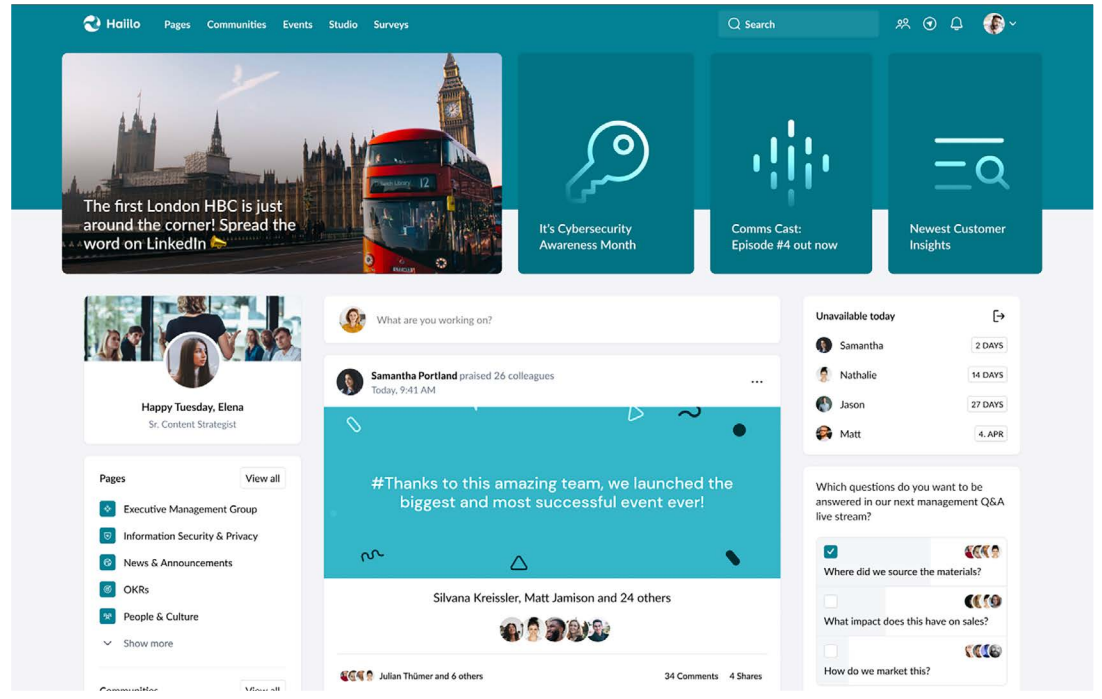 Haiilo
Pages
Communities
Events
Studio
Surveys
Search
The first London HBC is just
around the corner! Spread the
word on LinkedIn 📣
12
It's Cybersecurity
Awareness Month
Comms Cast:
Episode #4 out now
Newest Customer
Insights
Happy Tuesday, Elena
Sr. Content Strategist
Pages
View all
Executive Management Group
Information Security & Privacy
News & Announcements
OKRs
People & Culture
Show more
Communities
View all
What are you working on?
Samantha Portland praised 26 colleagues
Today, 9:41 AM
#Thanks to this amazing team, we launched the
biggest and most successful event ever!
Silvana Kreissler, Matt Jamison and 24 others
Julian Thümer and 6 others
34 Comments
4 Shares
Unavailable today
Samantha
2 DAYS
Nathalie
14 DAYS
Jason
27 DAYS
Matt
4. APR
Which questions do you want to be
answered in our next management Q&A
live stream?
Where did we source the materials?
What impact does this have on sales?
How do we market this?